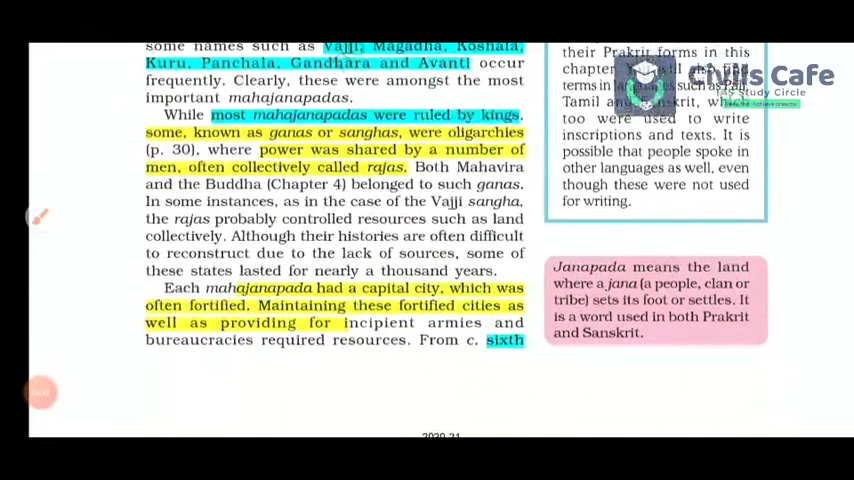 some names such as Vajji, Magadha, Koshala,
Kuru, Panchala, Gandhara and Avanti occur
frequently. Clearly, these were amongst the most
important mahajanapadas.
While most mahajanapadas were ruled by kings,
some, known as ganas or sanghas, were oligarchies
(p. 30), where power was shared by a number of
men, often collectively called rajas. Both Mahavira
and the Buddha (Chapter 4) belonged to such ganas.
In some instances, as in the case of the Vajji sangha,
the rajas probably controlled resources such as land
collectively. Although their histories are often difficult
to reconstruct due to the lack of sources, some of
these states lasted for nearly a thousand years.
Each mahajanapada had a capital city, which was
often fortified. Maintaining these fortified cities as
well as providing for incipient armies and
bureaucracies required resources. From c. sixth
their Prakrit forms in this
chapter. You will also find
terms in languages such as Pali,
Tamil and Sanskrit, which
too were used to write
inscriptions and texts. It is
possible that people spoke in
other languages as well, even
though these were not used
for writing.
Janapada means the land
where a jana (a people, clan or
tribe) sets its foot or settles. It
is a word used in both Prakrit
and Sanskrit.
Civils Cafe
IAS Study Circle
2020-21